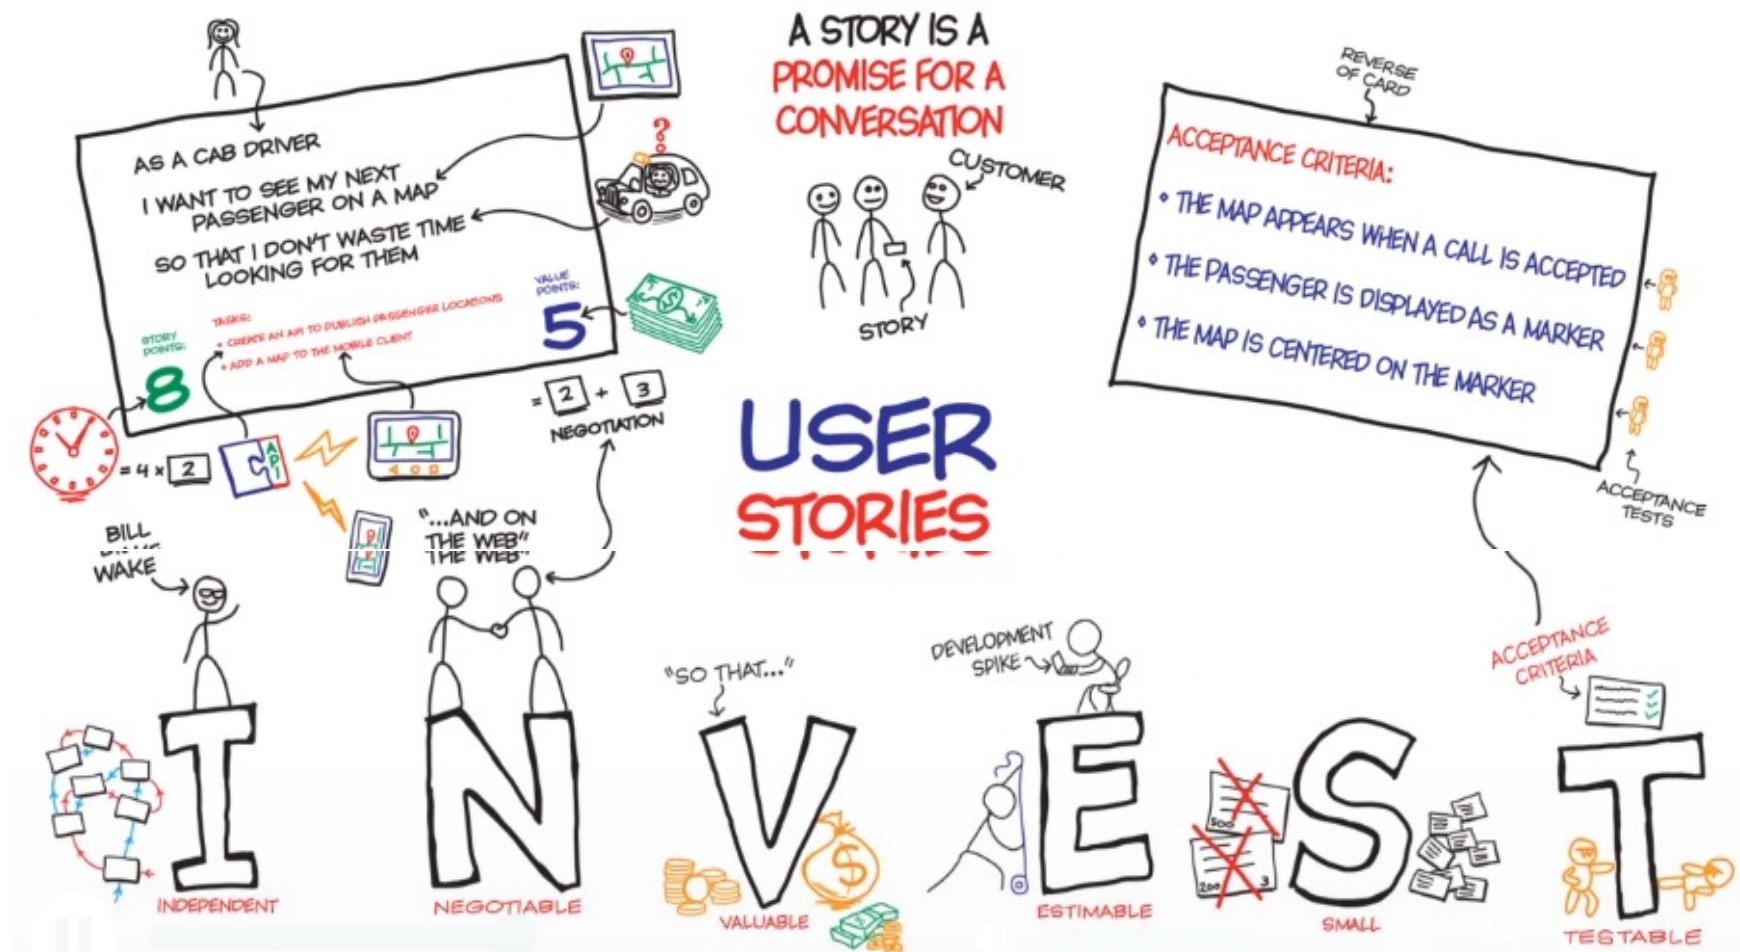 A STORY IS A
PROMISE FOR A
CONVERSATION
CUSTOMER
STORY
AS A CAB DRIVER
I WANT TO SEE MY NEXT
PASSENGER ON A MAP
SO THAT I DON'T WASTE TIME
LOOKING FOR THEM
VALUE
POINTS:
5
TASKS:
• CREATE AN API TO PUBLISH PASSENGER LOCATIONS
• ADD A MAP TO THE MOBILE CLIENT
STORY
POINTS:
8
?
$
= 4 x 2
API
= 2 + 3
NEGOTIATION
REVERSE
OF CARD
ACCEPTANCE CRITERIA:
• THE MAP APPEARS WHEN A CALL IS ACCEPTED
• THE PASSENGER IS DISPLAYED AS A MARKER
• THE MAP IS CENTERED ON THE MARKER
ACCEPTANCE
TESTS
USER
STORIES
BILL
WAKE
"...AND ON
THE WEB"
THE WEB"
"SO THAT..."
DEVELOPMENT
SPIKE
ACCEPTANCE
CRITERIA
I
N
V
E
S
T
$
500
200
3
INDEPENDENT
NEGOTIABLE
VALUABLE
ESTIMABLE
SMALL
TESTABLE